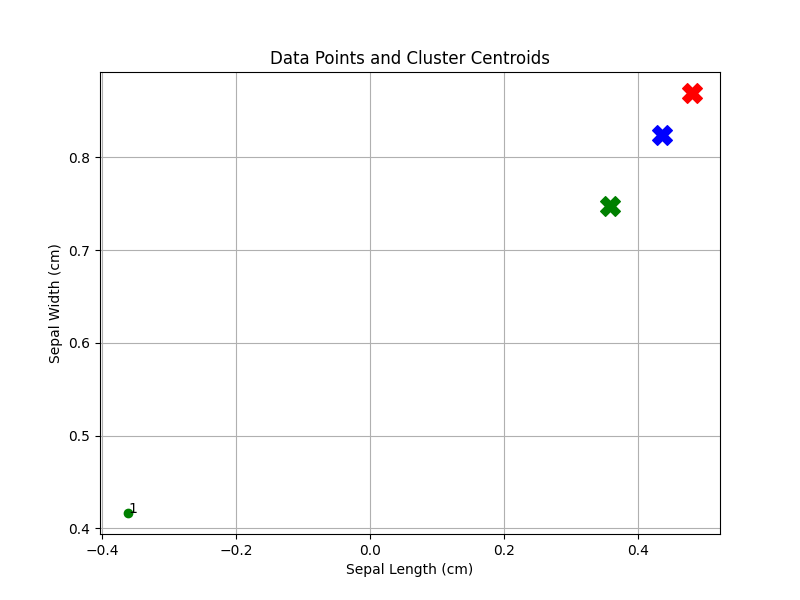 Data Points and Cluster Centroids
Sepal Width (cm)
0.8
0.7
0.6
0.5
0.4
1
−0.4 −0.2 0.0 0.2 0.4
Sepal Length (cm)